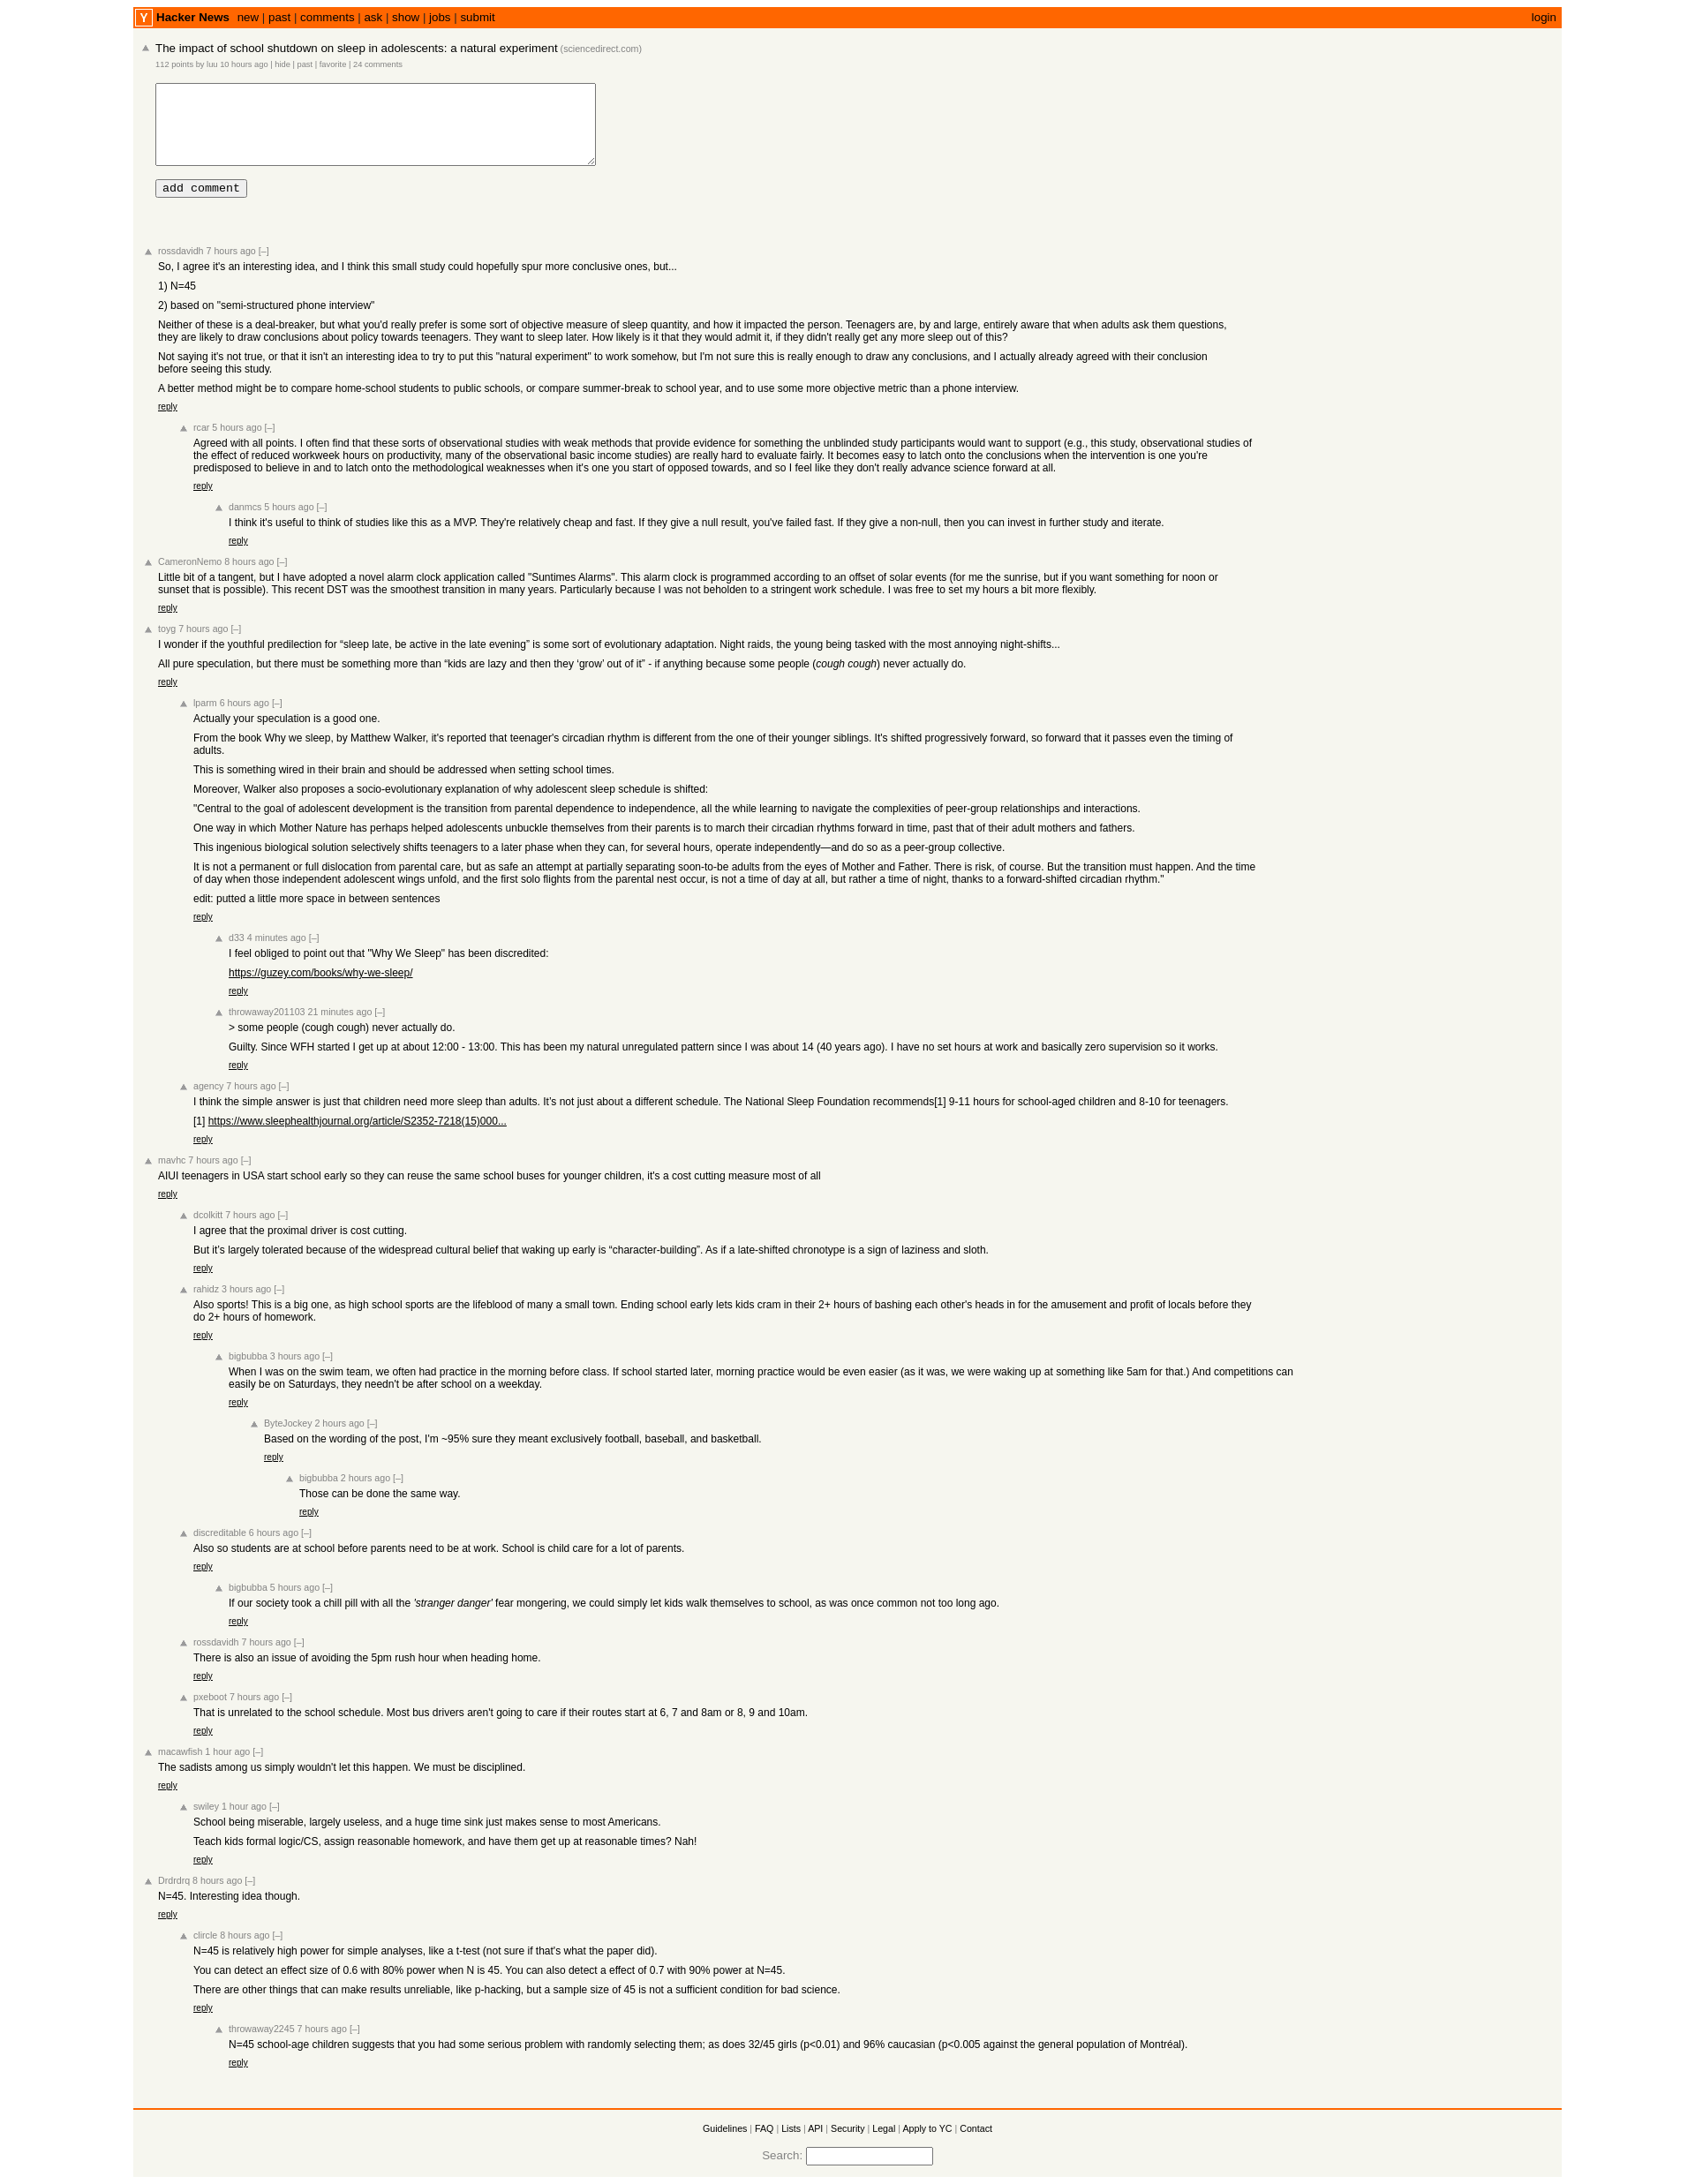 Y Hacker News new | past | comments | ask | show | jobs | submit login
The impact of school shutdown on sleep in adolescents: a natural experiment (sciencedirect.com)
112 points by luu 10 hours ago | hide | past | favorite | 24 comments
add comment
rossdavidh 7 hours ago [–]
So, I agree it's an interesting idea, and I think this small study could hopefully spur more conclusive ones, but...
1) N=45
2) based on "semi-structured phone interview"
Neither of these is a deal-breaker, but what you'd really prefer is some sort of objective measure of sleep quantity, and how it impacted the person. Teenagers are, by and large, entirely aware that when adults ask them questions,
they are likely to draw conclusions about policy towards teenagers. They want to sleep later. How likely is it that they would admit it, if they didn't really get any more sleep out of this?
Not saying it's not true, or that it isn't an interesting idea to try to put this "natural experiment" to work somehow, but I'm not sure this is really enough to draw any conclusions, and I actually already agreed with their conclusion
before seeing this study.
A better method might be to compare home-school students to public schools, or compare summer-break to school year, and to use some more objective metric than a phone interview.
reply
rcar 5 hours ago [–]
Agreed with all points. I often find that these sorts of observational studies with weak methods that provide evidence for something the unblinded study participants would want to support (e.g., this study, observational studies of
the effect of reduced workweek hours on productivity, many of the observational basic income studies) are really hard to evaluate fairly. It becomes easy to latch onto the conclusions when the intervention is one you're
predisposed to believe in and to latch onto the methodological weaknesses when it's one you start of opposed towards, and so I feel like they don't really advance science forward at all.
reply
danmcs 5 hours ago [–]
I think it's useful to think of studies like this as a MVP. They're relatively cheap and fast. If they give a null result, you've failed fast. If they give a non-null, then you can invest in further study and iterate.
reply
CameronNemo 8 hours ago [–]
Little bit of a tangent, but I have adopted a novel alarm clock application called "Suntimes Alarms". This alarm clock is programmed according to an offset of solar events (for me the sunrise, but if you want something for noon or
sunset that is possible). This recent DST was the smoothest transition in many years. Particularly because I was not beholden to a stringent work schedule. I was free to set my hours a bit more flexibly.
reply
toyg 7 hours ago [–]
I wonder if the youthful predilection for “sleep late, be active in the late evening” is some sort of evolutionary adaptation. Night raids, the young being tasked with the most annoying night-shifts...
All pure speculation, but there must be something more than “kids are lazy and then they ‘grow’ out of it” - if anything because some people (cough cough) never actually do.
reply
lparm 6 hours ago [–]
Actually your speculation is a good one.
From the book Why we sleep, by Matthew Walker, it's reported that teenager's circadian rhythm is different from the one of their younger siblings. It's shifted progressively forward, so forward that it passes even the timing of
adults.
This is something wired in their brain and should be addressed when setting school times.
Moreover, Walker also proposes a socio-evolutionary explanation of why adolescent sleep schedule is shifted:
"Central to the goal of adolescent development is the transition from parental dependence to independence, all the while learning to navigate the complexities of peer-group relationships and interactions.
One way in which Mother Nature has perhaps helped adolescents unbuckle themselves from their parents is to march their circadian rhythms forward in time, past that of their adult mothers and fathers.
This ingenious biological solution selectively shifts teenagers to a later phase when they can, for several hours, operate independently—and do so as a peer-group collective.
It is not a permanent or full dislocation from parental care, but as safe an attempt at partially separating soon-to-be adults from the eyes of Mother and Father. There is risk, of course. But the transition must happen. And the time
of day when those independent adolescent wings unfold, and the first solo flights from the parental nest occur, is not a time of day at all, but rather a time of night, thanks to a forward-shifted circadian rhythm."
edit: putted a little more space in between sentences
reply
d33 4 minutes ago [–]
I feel obliged to point out that "Why We Sleep" has been discredited:
https://guzey.com/books/why-we-sleep/
reply
throwaway201103 21 minutes ago [–]
> some people (cough cough) never actually do.
Guilty. Since WFH started I get up at about 12:00 - 13:00. This has been my natural unregulated pattern since I was about 14 (40 years ago). I have no set hours at work and basically zero supervision so it works.
reply
agency 7 hours ago [–]
I think the simple answer is just that children need more sleep than adults. It’s not just about a different schedule. The National Sleep Foundation recommends[1] 9-11 hours for school-aged children and 8-10 for teenagers.
[1] https://www.sleephealthjournal.org/article/S2352-7218(15)000...
reply
mavhc 7 hours ago [–]
AIUI teenagers in USA start school early so they can reuse the same school buses for younger children, it's a cost cutting measure most of all
reply
dcolkitt 7 hours ago [–]
I agree that the proximal driver is cost cutting.
But it’s largely tolerated because of the widespread cultural belief that waking up early is “character-building”. As if a late-shifted chronotype is a sign of laziness and sloth.
reply
rahidz 3 hours ago [–]
Also sports! This is a big one, as high school sports are the lifeblood of many a small town. Ending school early lets kids cram in their 2+ hours of bashing each other's heads in for the amusement and profit of locals before they
do 2+ hours of homework.
reply
bigbubba 3 hours ago [–]
When I was on the swim team, we often had practice in the morning before class. If school started later, morning practice would be even easier (as it was, we were waking up at something like 5am for that.) And competitions can
easily be on Saturdays, they needn't be after school on a weekday.
reply
ByteJockey 2 hours ago [–]
Based on the wording of the post, I'm ~95% sure they meant exclusively football, baseball, and basketball.
reply
bigbubba 2 hours ago [–]
Those can be done the same way.
reply
discreditable 6 hours ago [–]
Also so students are at school before parents need to be at work. School is child care for a lot of parents.
reply
bigbubba 5 hours ago [–]
If our society took a chill pill with all the 'stranger danger' fear mongering, we could simply let kids walk themselves to school, as was once common not too long ago.
reply
rossdavidh 7 hours ago [–]
There is also an issue of avoiding the 5pm rush hour when heading home.
reply
pxeboot 7 hours ago [–]
That is unrelated to the school schedule. Most bus drivers aren't going to care if their routes start at 6, 7 and 8am or 8, 9 and 10am.
reply
macawfish 1 hour ago [–]
The sadists among us simply wouldn't let this happen. We must be disciplined.
reply
swiley 1 hour ago [–]
School being miserable, largely useless, and a huge time sink just makes sense to most Americans.
Teach kids formal logic/CS, assign reasonable homework, and have them get up at reasonable times? Nah!
reply
Drdrdrq 8 hours ago [–]
N=45. Interesting idea though.
reply
clircle 8 hours ago [–]
N=45 is relatively high power for simple analyses, like a t-test (not sure if that's what the paper did).
You can detect an effect size of 0.6 with 80% power when N is 45. You can also detect a effect of 0.7 with 90% power at N=45.
There are other things that can make results unreliable, like p-hacking, but a sample size of 45 is not a sufficient condition for bad science.
reply
throwaway2245 7 hours ago [–]
N=45 school-age children suggests that you had some serious problem with randomly selecting them; as does 32/45 girls (p<0.01) and 96% caucasian (p<0.005 against the general population of Montréal).
reply
Guidelines | FAQ | Lists | API | Security | Legal | Apply to YC | Contact
Search: